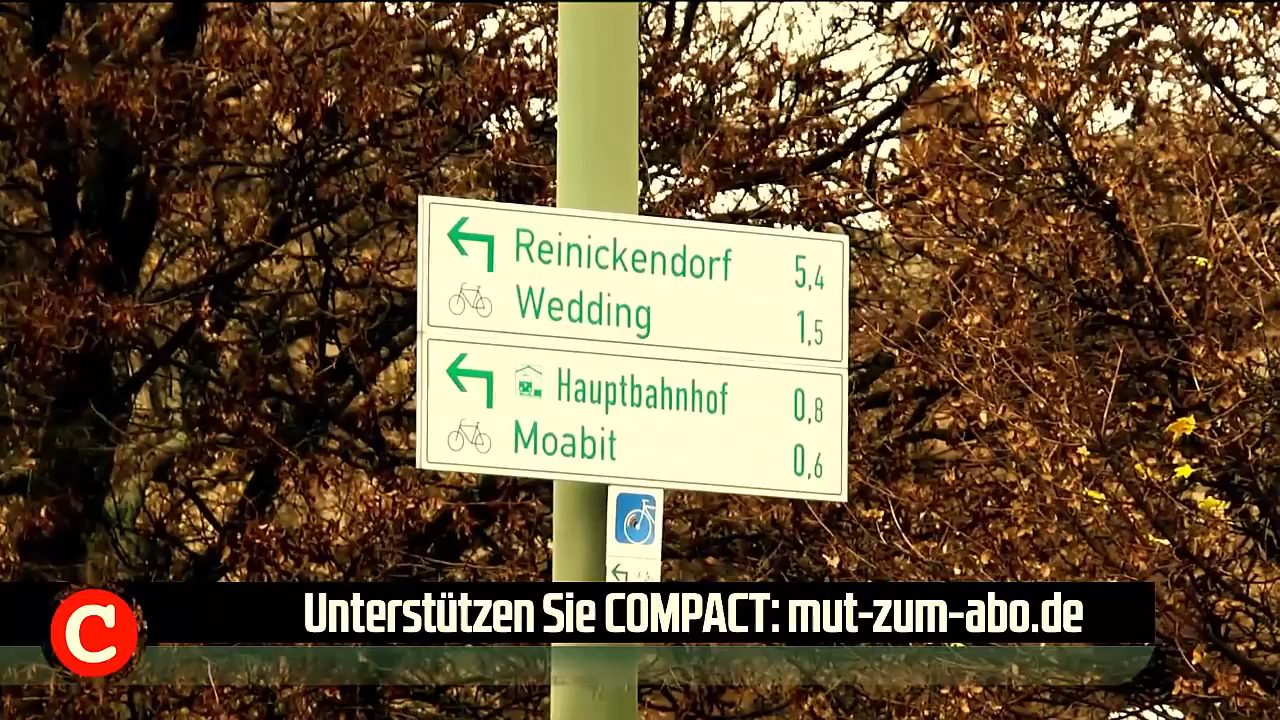 Reinickendorf 5,4
Wedding 1,5
Hauptbahnhof 0,8
Moabit 0,6
C Unterstützen Sie COMPACT: mut-zum-abo.de